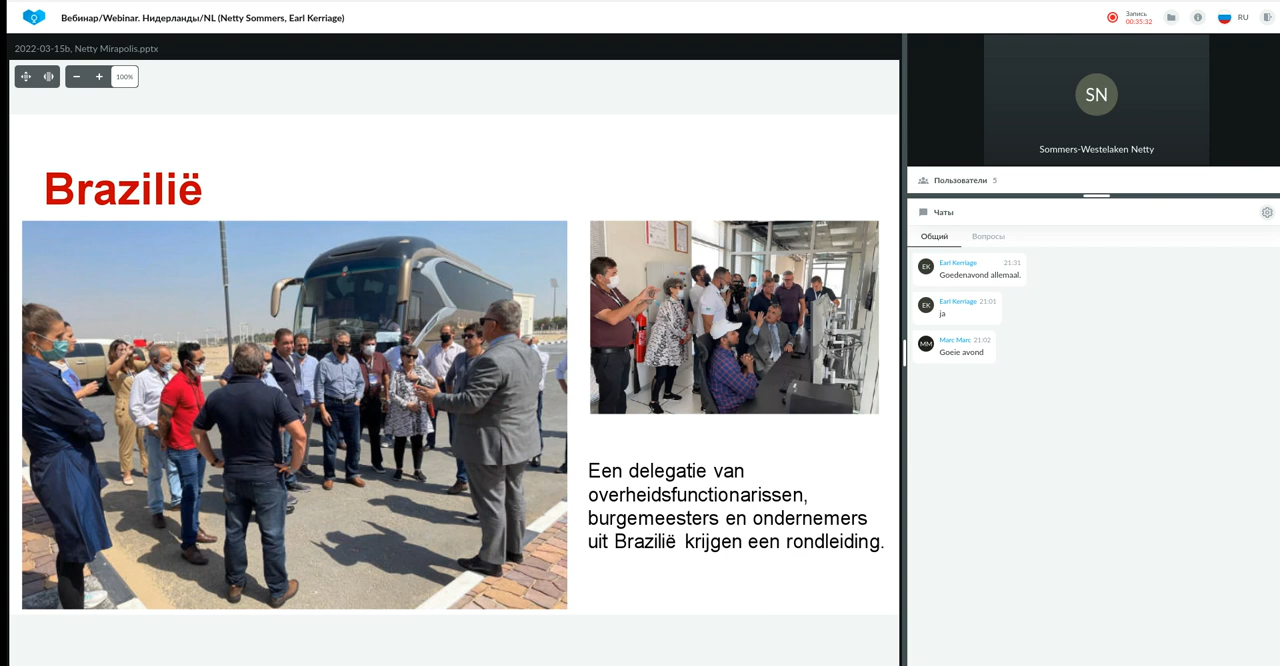 Вебинар/Webinar. Нидерланды/NL (Netty Sommers, Earl Kerriage)
Запись
00:35:32
RU
2022-03-15b, Netty Mirapolis.pptx
100%
Brazilië
Een delegatie van
overheidsfunctionarissen,
burgemeesters en ondernemers
uit Brazilië krijgen een rondleiding.
SN
Sommers-Westelaken Netty
Пользователи 5
Чаты
Общий Вопросы
EK Earl Kerriage 21:31
Goedenavond allemaal.
EK Earl Kerriage 21:01
ja
MM Marc Marc 21:02
Goeie avond